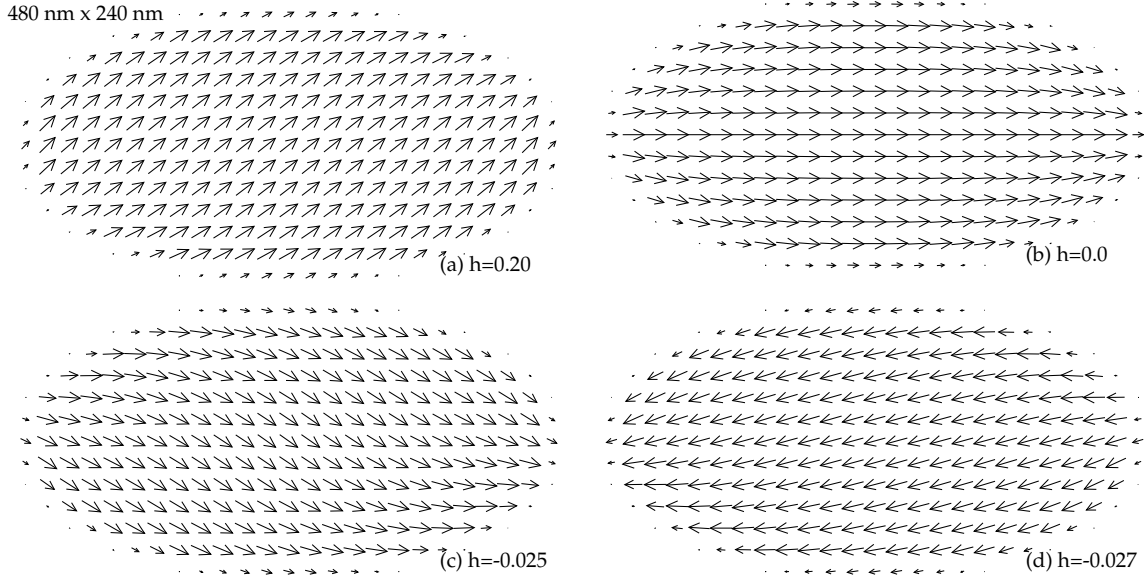 480 nm x 240 nm
(a) h=0.20
(b) h=0.0
(c) h=-0.025
(d) h=-0.027